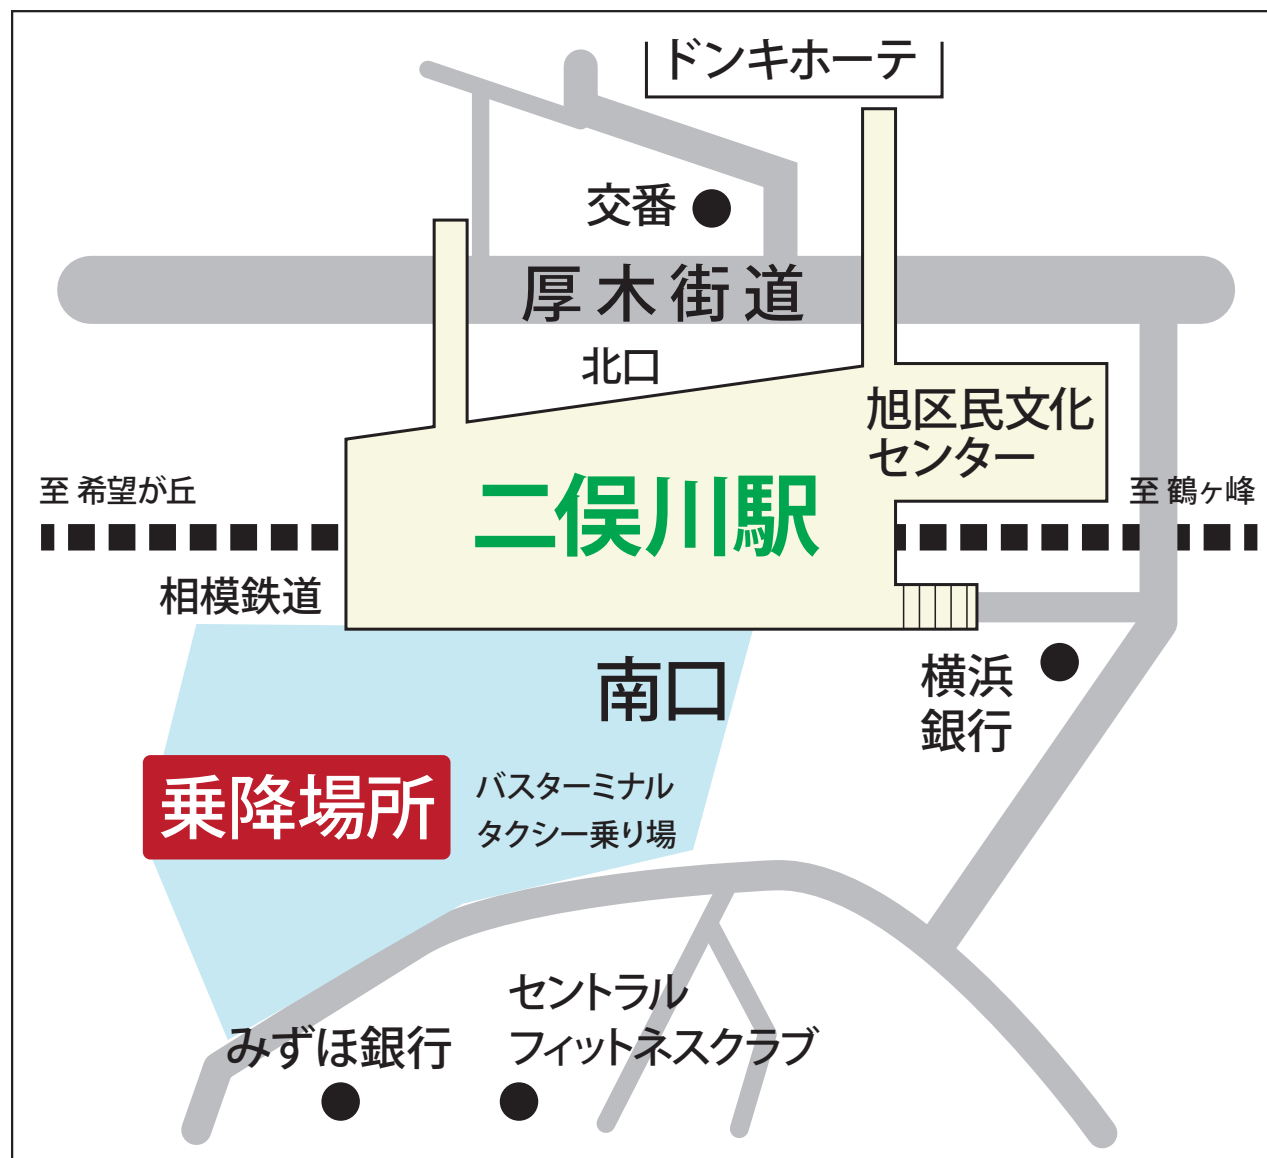 ドンキホーテ
交番
厚木街道
北口
旭区民文化
センター
至 希望が丘
二俣川駅
至 鶴ヶ峰
相模鉄道
南口
横浜
銀行
乗降場所
バスターミナル
タクシー乗り場
セントラル
フィットネスクラブ
みずほ銀行